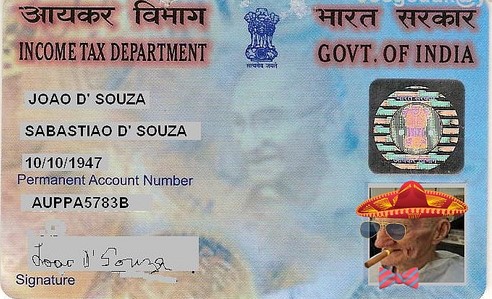 आयकर विभाग
INCOME TAX DEPARTMENT
भारत सरकार
GOVT. OF INDIA
सत्यमेव जयते
JOAO D' SOUZA
SABASTIAO D' SOUZA
10/10/1947
Permanent Account Number
AUPPA5783B
Joao D'Souza
Signature